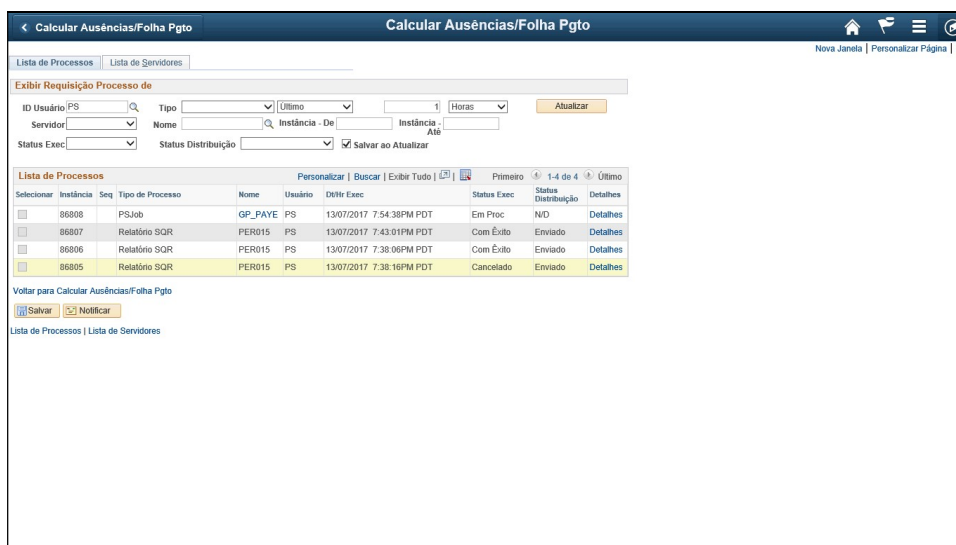 Calcular Ausências/Folha Pgto
Calcular Ausências/Folha Pgto
Nova Janela | Personalizar Página |
Lista de Processos
Lista de Servidores
Exibir Requisição Processo de
ID Usuário PS Tipo Último 1 Horas Atualizar
Servidor Nome Instância - De Instância - Até
Status Exec Status Distribuição Salvar ao Atualizar
Lista de Processos Personalizar | Buscar | Exibir Tudo | | Primeiro 1-4 de 4 Último
Selecionar Instância Seq Tipo de Processo Nome Usuário Dt/Hr Exec Status Exec Status Distribuição Detalhes
86808 PSJob GP_PAYE PS 13/07/2017 7:54:38PM PDT Em Proc N/D Detalhes
86807 Relatório SQR PER015 PS 13/07/2017 7:43:01PM PDT Com Êxito Enviado Detalhes
86806 Relatório SQR PER015 PS 13/07/2017 7:38:06PM PDT Com Êxito Enviado Detalhes
86805 Relatório SQR PER015 PS 13/07/2017 7:38:16PM PDT Cancelado Enviado Detalhes
Voltar para Calcular Ausências/Folha Pgto
Salvar Notificar
Lista de Processos | Lista de Servidores